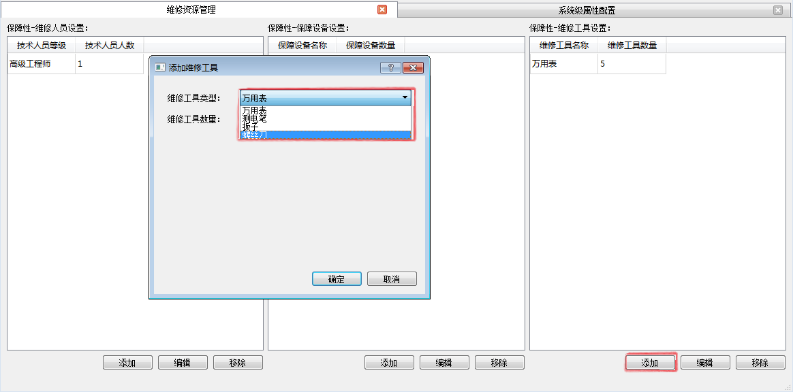 维修资源管理
系统级属性配置
保障性-维修人员设置:
技术人员等级 技术人员人数
高级工程师 1
添加 编辑 移除
保障性-保障设备设置:
保障设备名称 保障设备数量
添加 编辑 移除
保障性-维修工具设置:
维修工具名称 维修工具数量
万用表 5
添加 编辑 移除
添加维修工具
维修工具类型: 万用表
万用表
测电笔
扳子
维修工具数量:
确定 取消